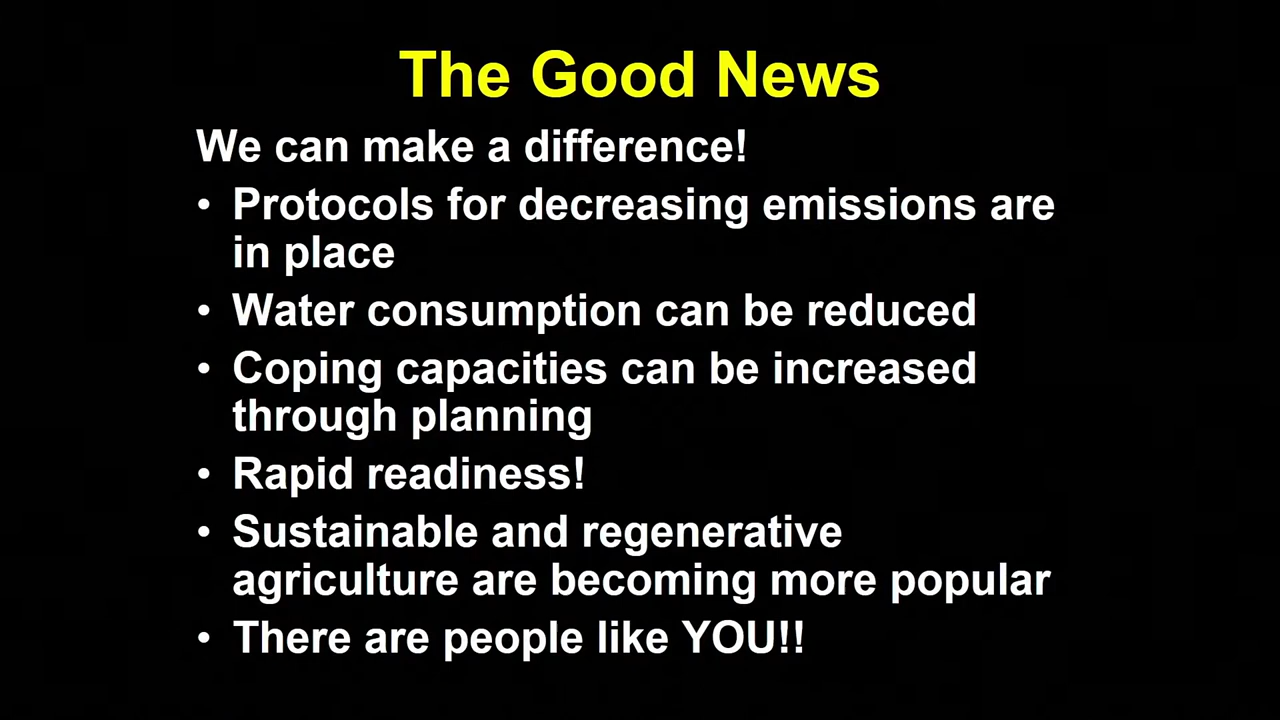 The Good News
We can make a difference!
• Protocols for decreasing emissions are
in place
• Water consumption can be reduced
• Coping capacities can be increased
through planning
• Rapid readiness!
• Sustainable and regenerative
agriculture are becoming more popular
• There are people like YOU!!